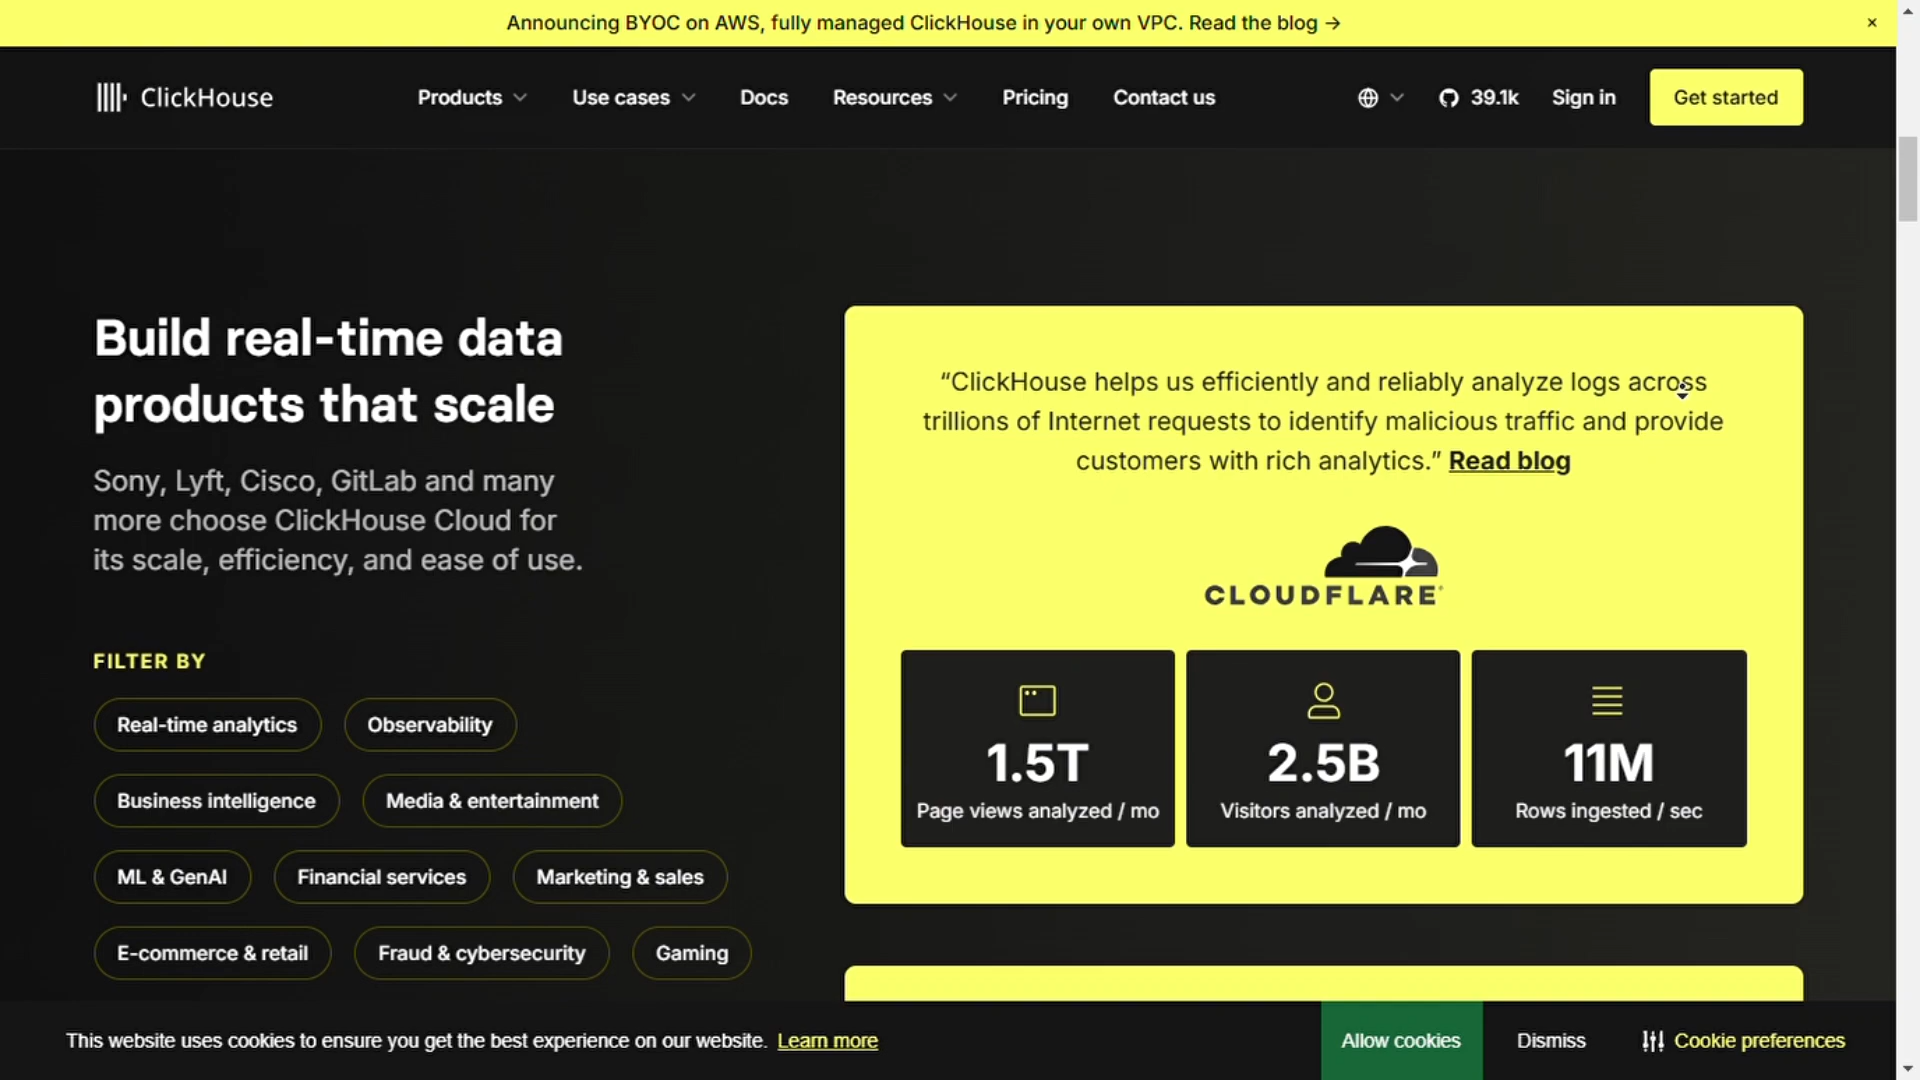 Announcing BYOC on AWS, fully managed ClickHouse in your own VPC. Read the blog →
×
ClickHouse
Products
Use cases
Docs
Resources
Pricing
Contact us
39.1k
Sign in
Get started
Build real-time data
products that scale
Sony, Lyft, Cisco, GitLab and many
more choose ClickHouse Cloud for
its scale, efficiency, and ease of use.
FILTER BY
Real-time analytics
Observability
Business intelligence
Media & entertainment
ML & GenAI
Financial services
Marketing & sales
E-commerce & retail
Fraud & cybersecurity
Gaming
“ClickHouse helps us efficiently and reliably analyze logs across
trillions of Internet requests to identify malicious traffic and provide
customers with rich analytics.” Read blog
CLOUDFLARE
1.5T
Page views analyzed / mo
2.5B
Visitors analyzed / mo
11M
Rows ingested / sec
This website uses cookies to ensure you get the best experience on our website. Learn more
Allow cookies
Dismiss
Cookie preferences